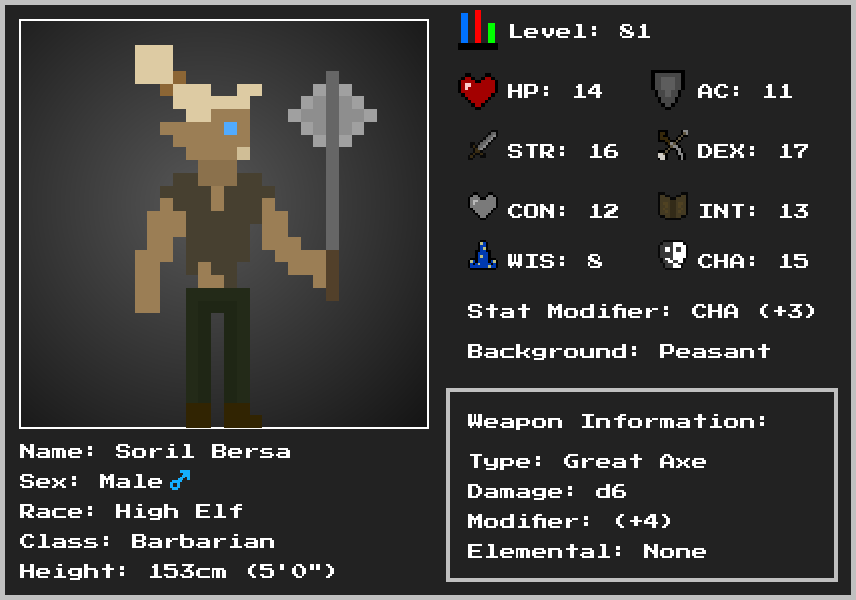 Level: 81
HP: 14
AC: 11
STR: 16
DEX: 17
CON: 12
INT: 13
WIS: 8
CHA: 15
Stat Modifier: CHA (+3)
Background: Peasant
Weapon Information:
Type: Great Axe
Damage: d6
Modifier: (+4)
Elemental: None
Name: Soril Bersa
Sex: Male♂
Race: High Elf
Class: Barbarian
Height: 153cm (5'0")